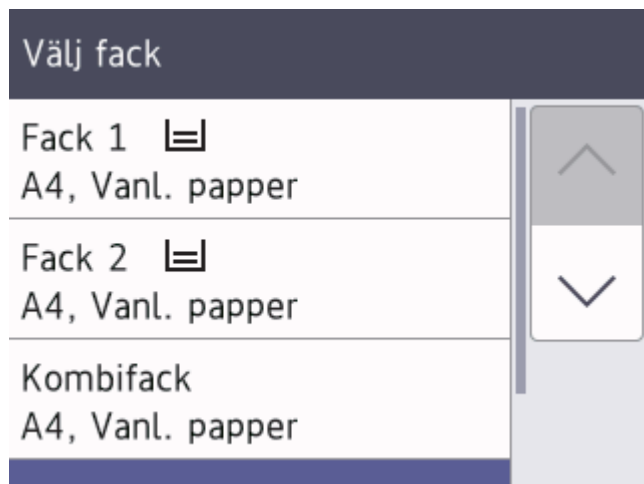 Välj fack
Fack 1
A4, Vanl. papper
Fack 2
A4, Vanl. papper
Kombifack
A4, Vanl. papper